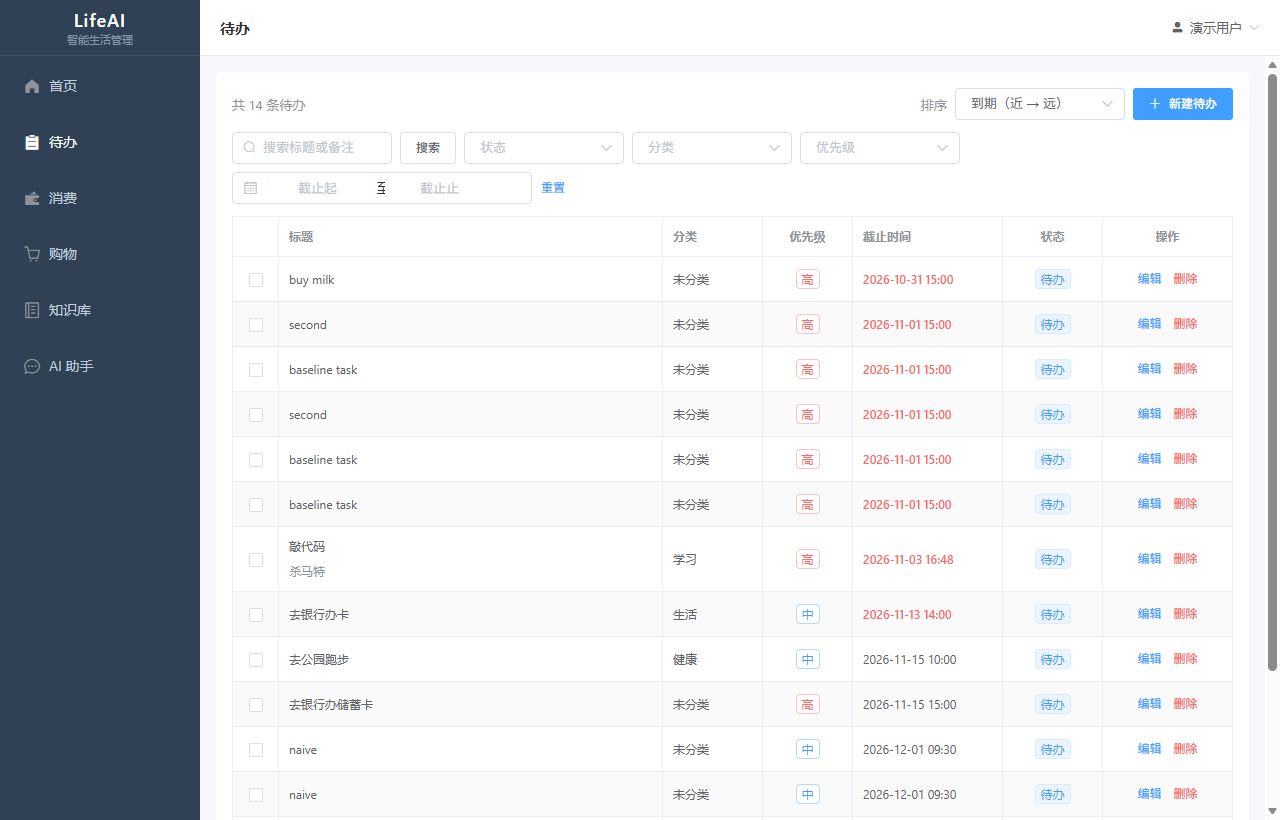 LifeAI
智能生活管理
首页
待办
消费
购物
知识库
AI 助手
待办
演示用户
共 14 条待办
排序 到期（近 → 远） 新建待办
搜索标题或备注 搜索 状态 分类 优先级
截止起 至 截止止 重置
标题 分类 优先级 截止时间 状态 操作
buy milk 未分类 高 2026-10-31 15:00 待办 编辑 删除
second 未分类 高 2026-11-01 15:00 待办 编辑 删除
baseline task 未分类 高 2026-11-01 15:00 待办 编辑 删除
second 未分类 高 2026-11-01 15:00 待办 编辑 删除
baseline task 未分类 高 2026-11-01 15:00 待办 编辑 删除
baseline task 未分类 高 2026-11-01 15:00 待办 编辑 删除
敲代码 学习 高 2026-11-03 16:48 待办 编辑 删除
杀马特
去银行办卡 生活 中 2026-11-13 14:00 待办 编辑 删除
去公园跑步 健康 中 2026-11-15 10:00 待办 编辑 删除
去银行办储蓄卡 未分类 高 2026-11-15 15:00 待办 编辑 删除
naive 未分类 中 2026-12-01 09:30 待办 编辑 删除
naive 未分类 中 2026-12-01 09:30 待办 编辑 删除